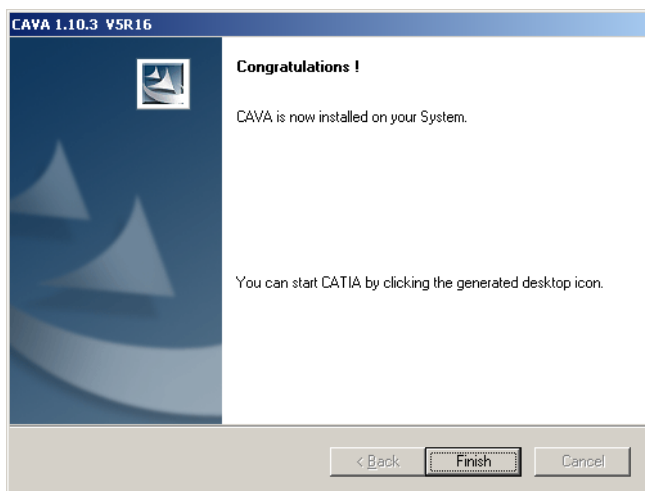 CAVA 1.10.3 V5R16
Congratulations !
CAVA is now installed on your System.
You can start CATIA by clicking the generated desktop icon.
< Back
Finish
Cancel